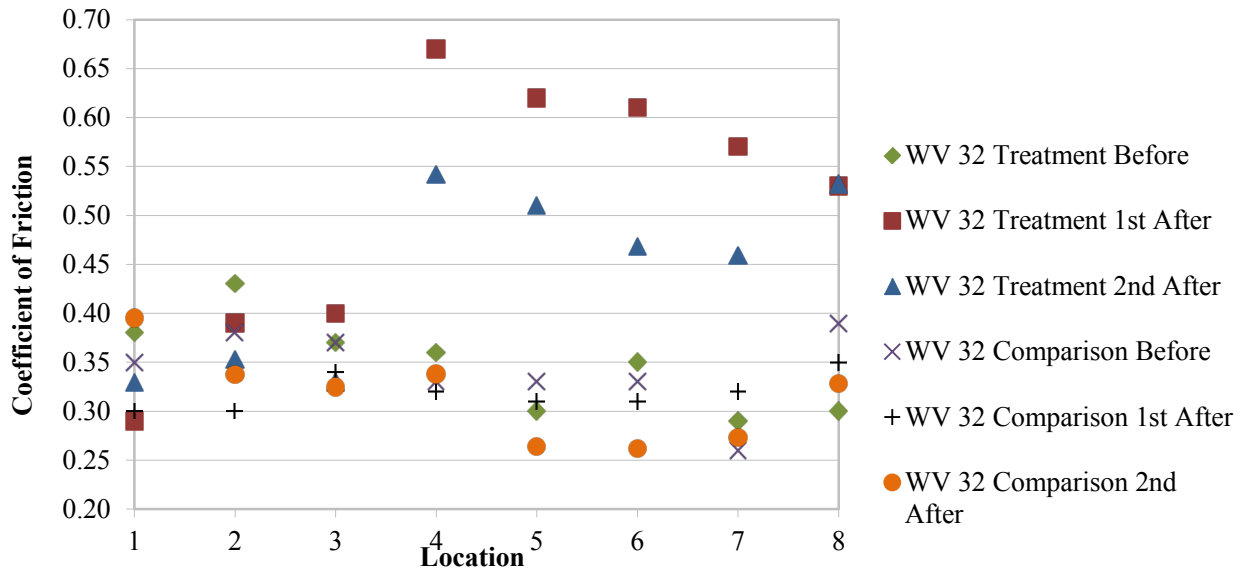 0.70
0.65
0.60
0.55
0.50
0.45
0.40
0.35
0.30
0.25
0.20
Coefficient of Friction
1 2 3 4 5 6 7 8
Location
WV 32 Treatment Before
WV 32 Treatment 1st After
WV 32 Treatment 2nd After
WV 32 Comparison Before
WV 32 Comparison 1st After
WV 32 Comparison 2nd
After